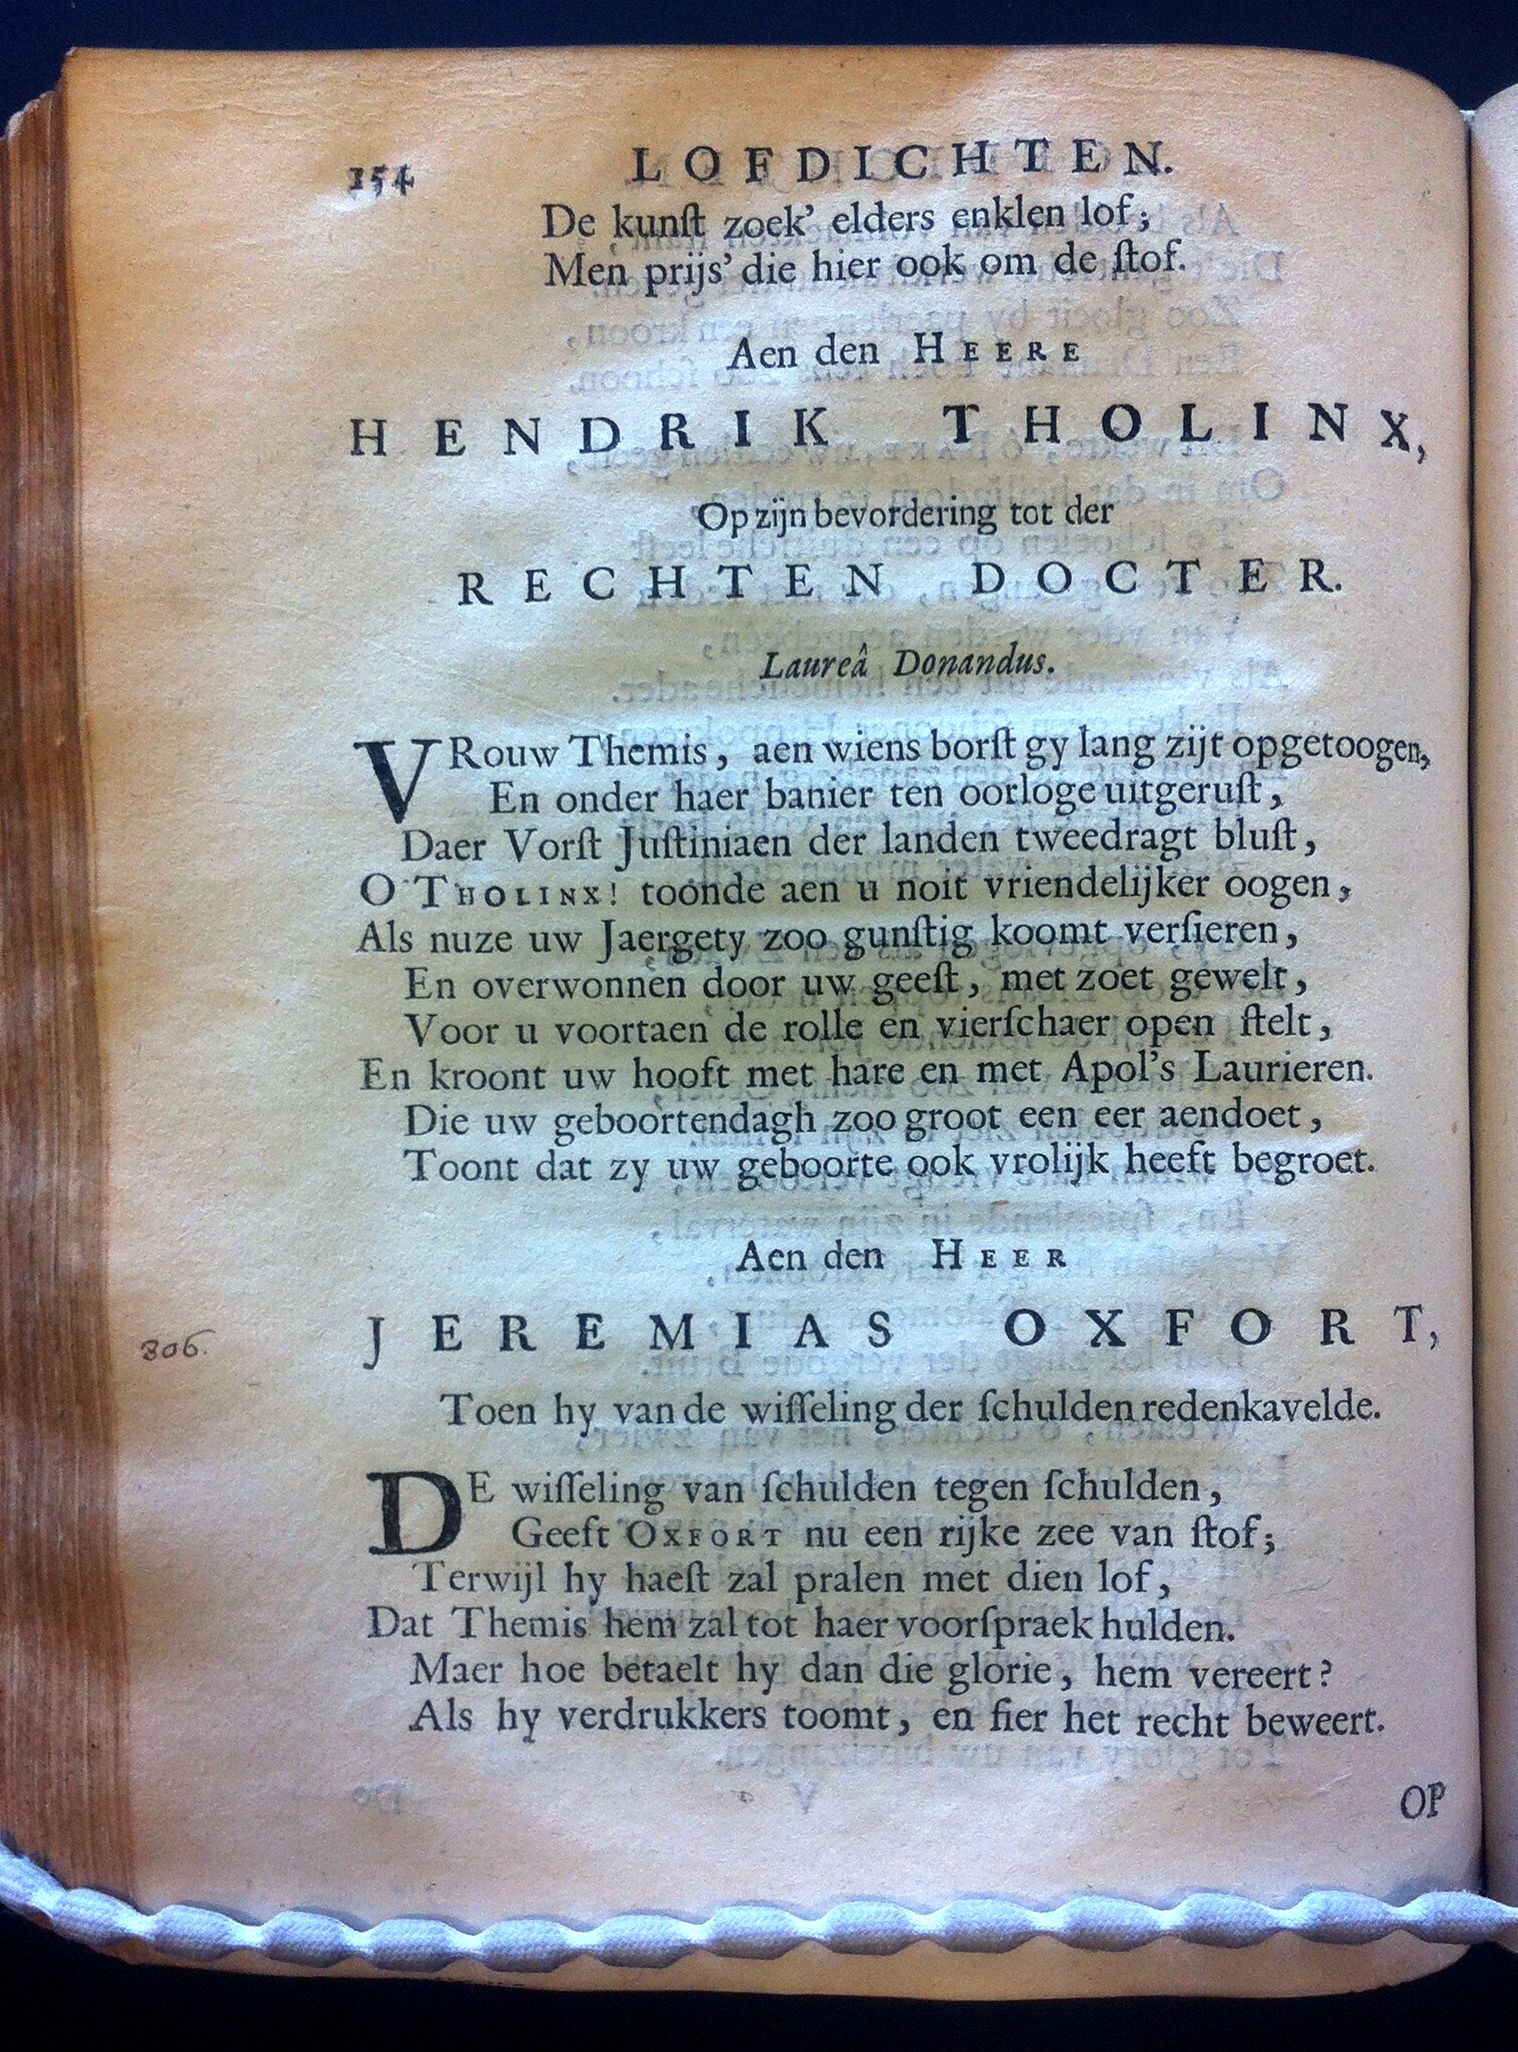 154 LOFDICHTEN.
De kunſt zoek' elders enklen lof;
Men prijs' die hier ook om de ſtof.
Aen den HEERE
HENDRIK THOLINX,
Op zijn bevordering tot der
RECHTEN DOCTER.
Laureâ Donandus.
VRouw Themis, aen wiens borſt gy lang zijt opgetoogen,
En onder haer banier ten oorloge uitgeruſt,
Daer Vorſt Juſtiniaen der landen tweedragt bluſt,
O THOLINX! toonde aen u noit vriendelijker oogen,
Als nuze uw Jaergety zoo gunſtig koomt verſieren,
En overwonnen door uw geeſt, met zoet gewelt,
Voor u voortaen de rolle en vierſchaer open ſtelt,
En kroont uw hooft met hare en met Apol's Laurieren.
Die uw geboortendagh zoo groot een eer aendoet,
Toont dat zy uw geboorte ook vrolijk heeft begroet.
Aen den HEER
JEREMIAS OXFORT,
806.
Toen hy van de wiſſeling der ſchulden redenkavelde.
DE wiſſeling van ſchulden tegen ſchulden,
Geeft OXFORT nu een rijke zee van ſtof;
Terwijl hy haeſt zal pralen met dien lof,
Dat Themis hem zal tot haer voorſpraek hulden.
Maer hoe betaelt hy dan die glorie, hem vereert?
Als hy verdrukkers toomt, en fier het recht beweert.
OP